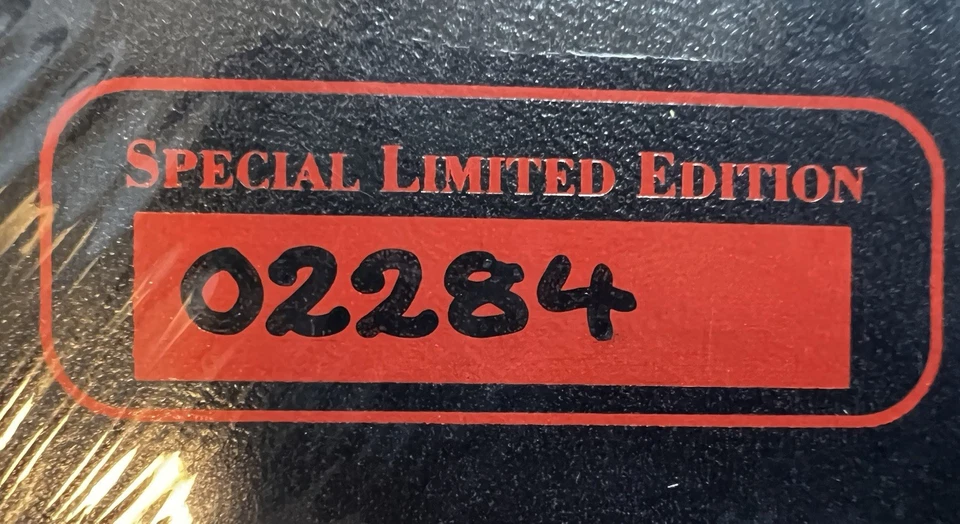 SPECIAL LIMITED EDITION
02284